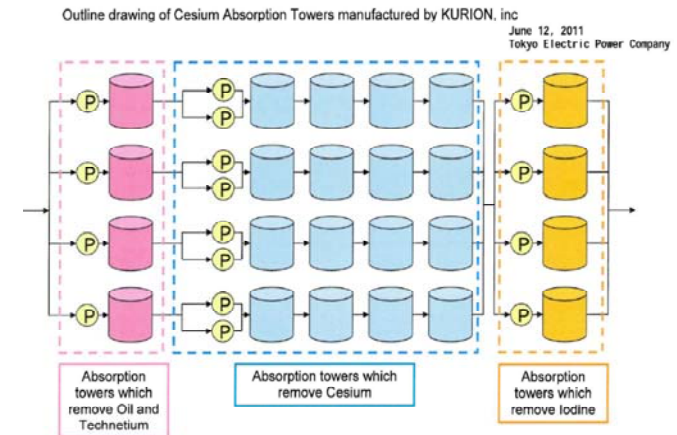 Outline drawing of Cesium Absorption Towers manufactured by KURION, inc
June 12, 2011
Tokyo Electric Power Company
P P P P
P P P P
P P P P
P P P P
Absorption
towers which
remove Oil and
Technetium
Absorption towers which
remove Cesium
Absorption
towers which
remove Iodine